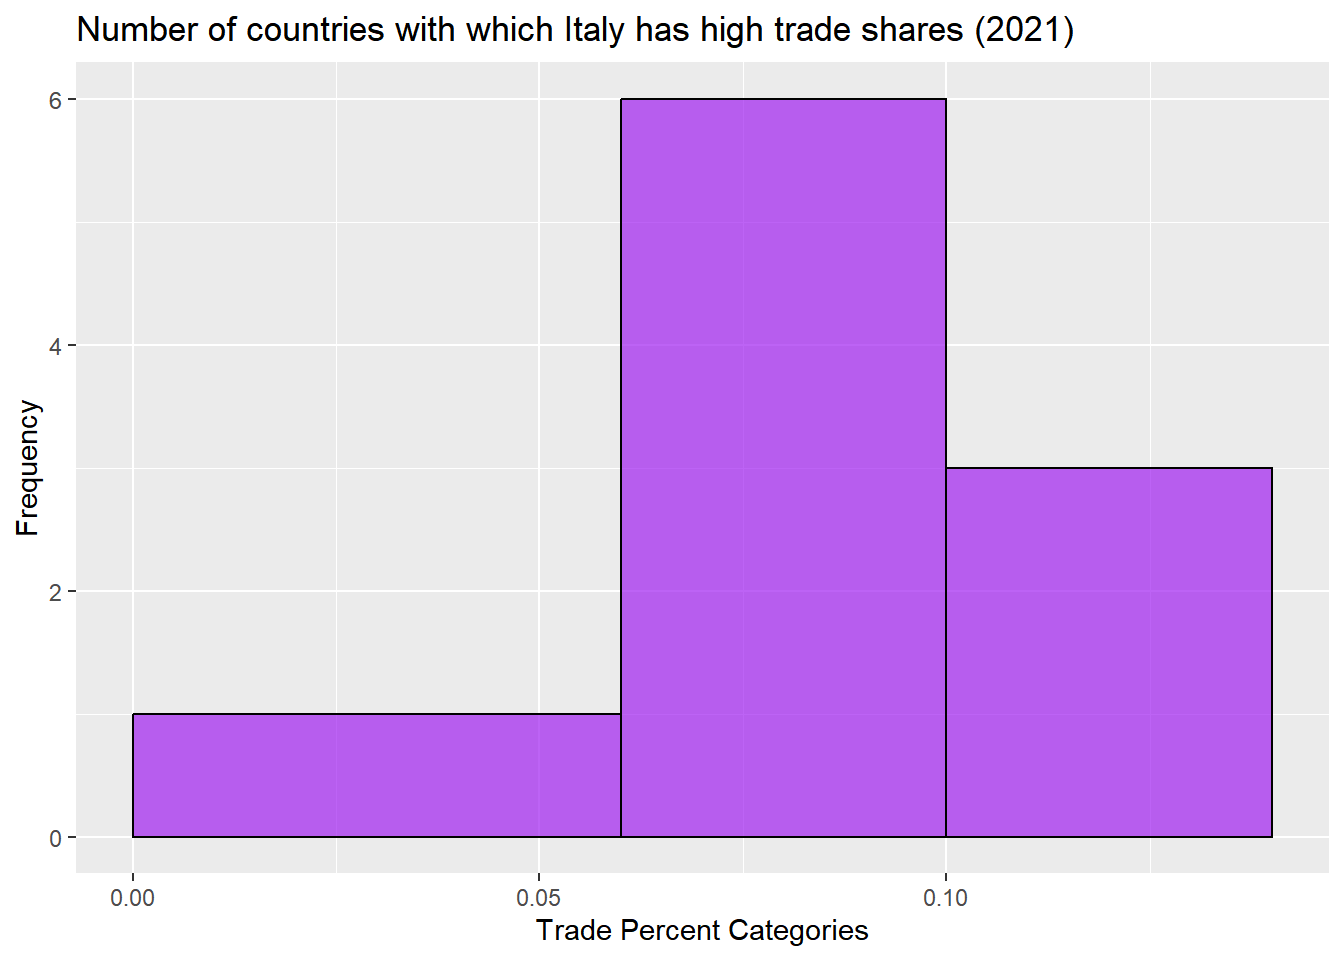 Number of countries with which Italy has high trade shares (2021)
6
4
2
0
Frequency
0.00 0.05 0.10
Trade Percent Categories